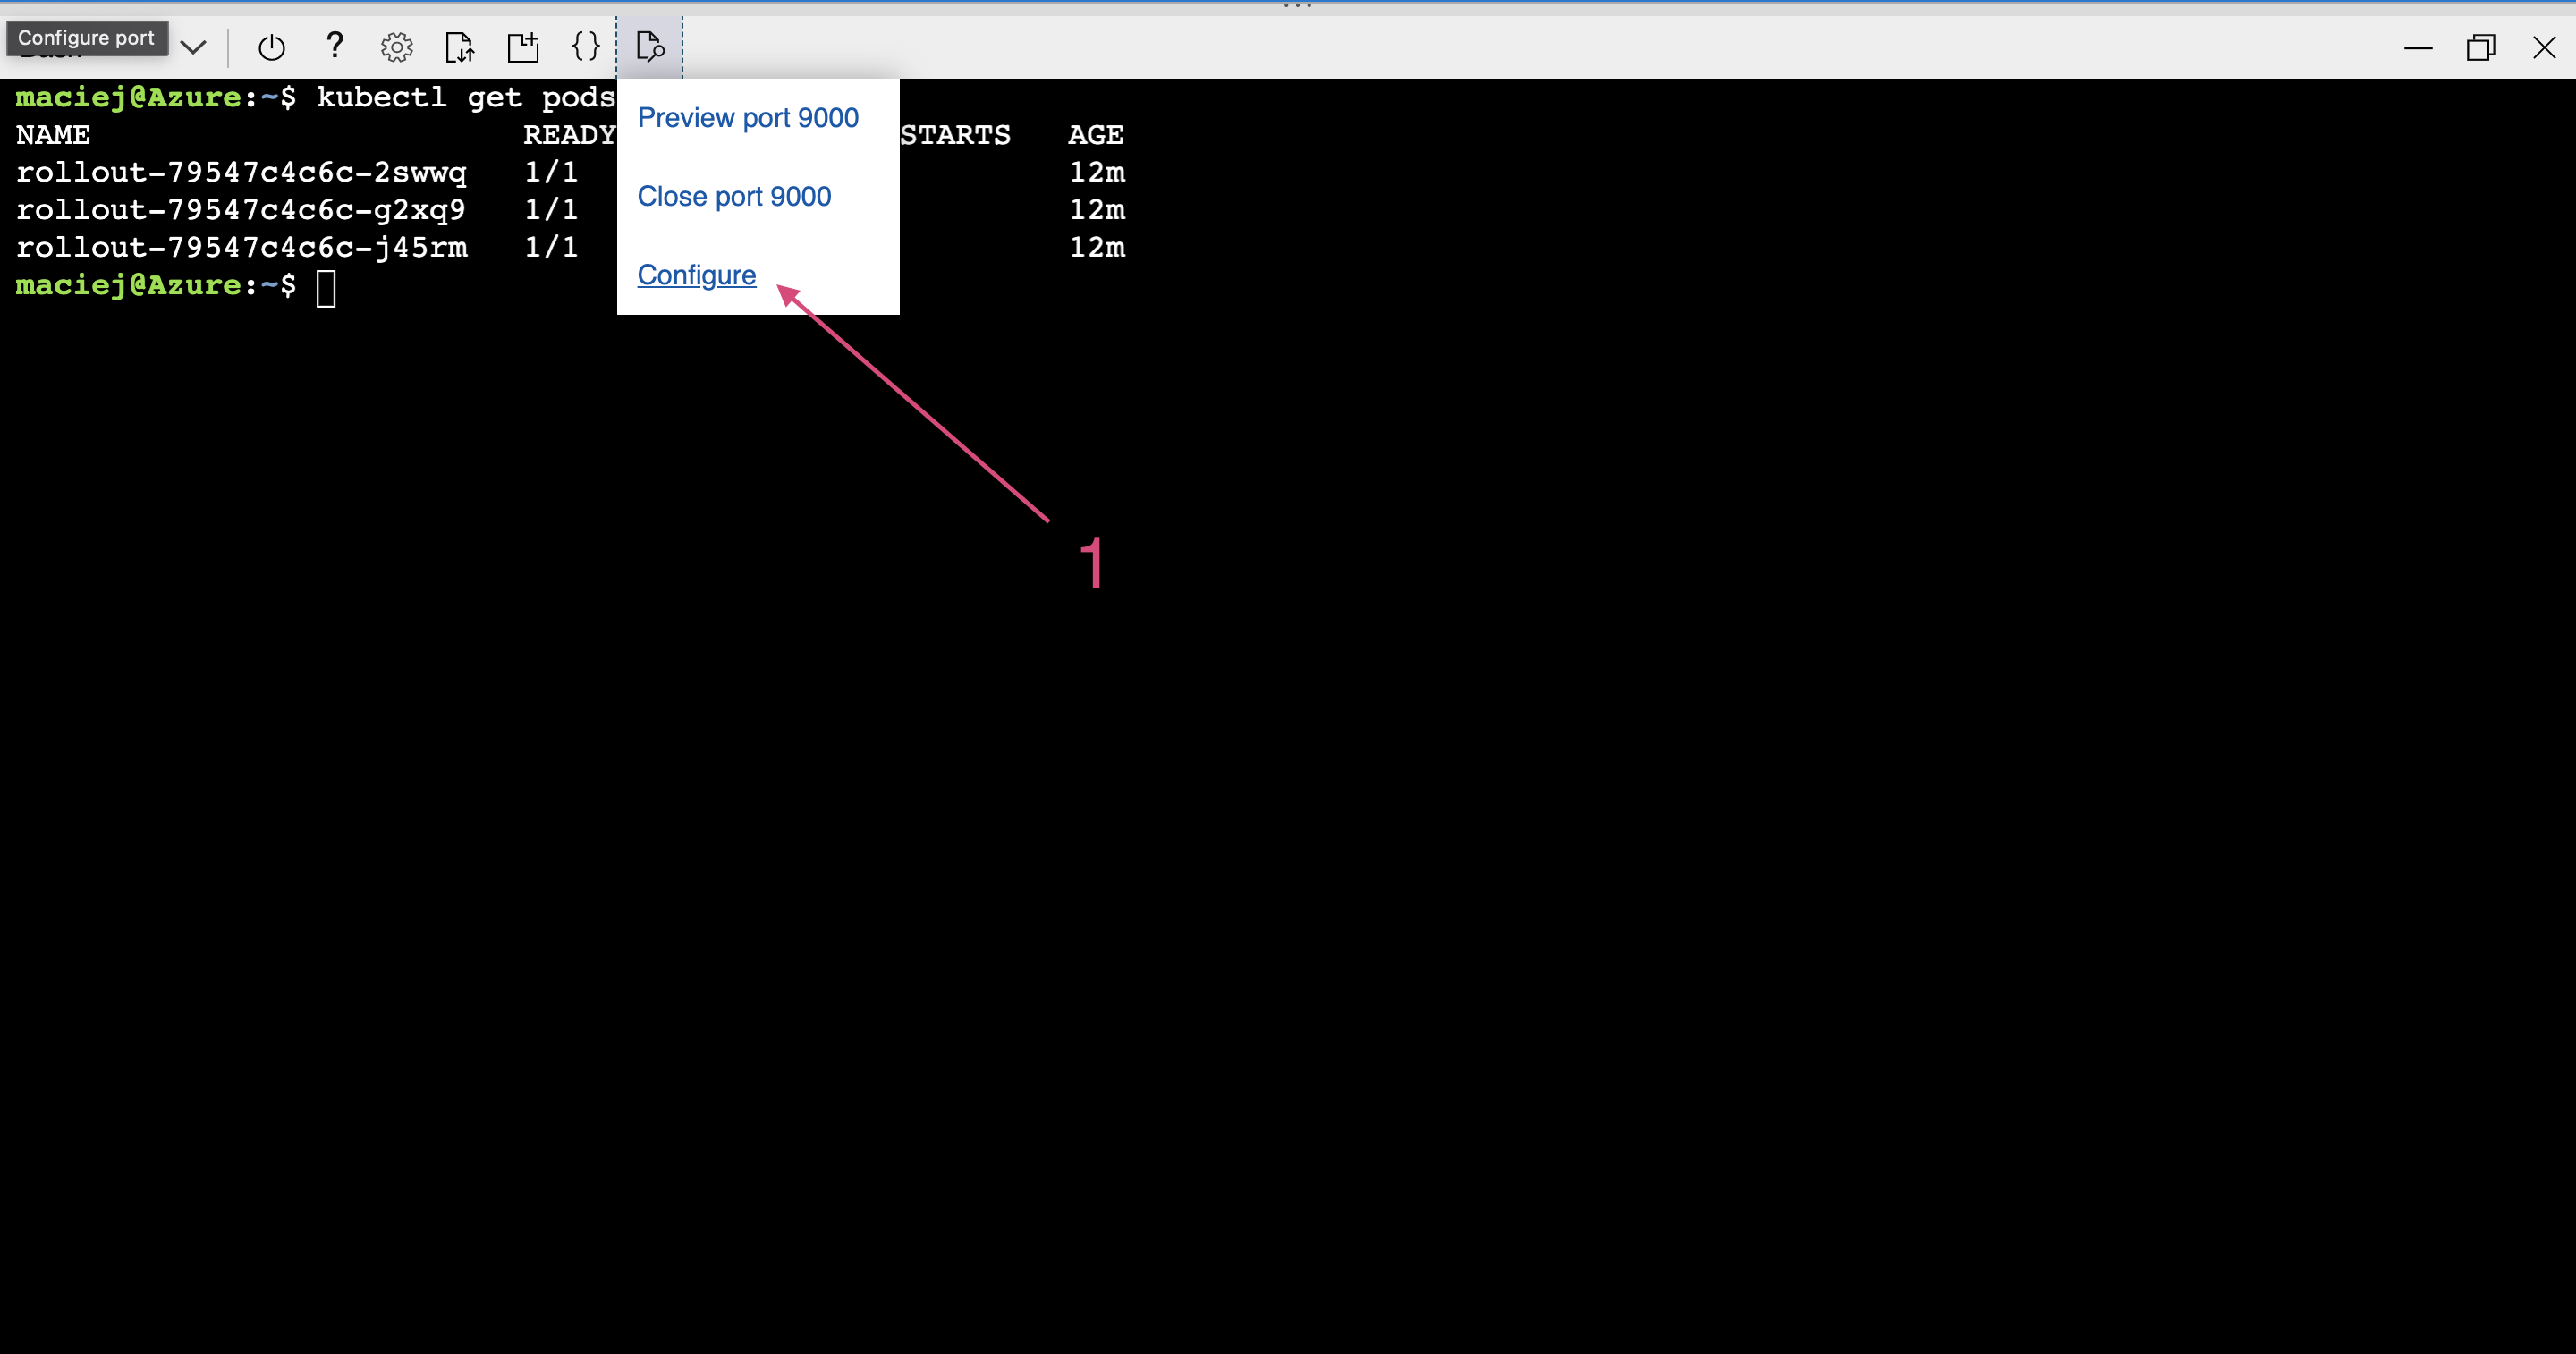 Configure port
?
{}
maciej@Azure:~$ kubectl get pods
Preview port 9000
NAME READY STARTS AGE
rollout-79547c4c6c-2swwq 1/1 12m
Close port 9000
rollout-79547c4c6c-g2xq9 1/1 12m
rollout-79547c4c6c-j45rm 1/1 12m
Configure
maciej@Azure:~$
1